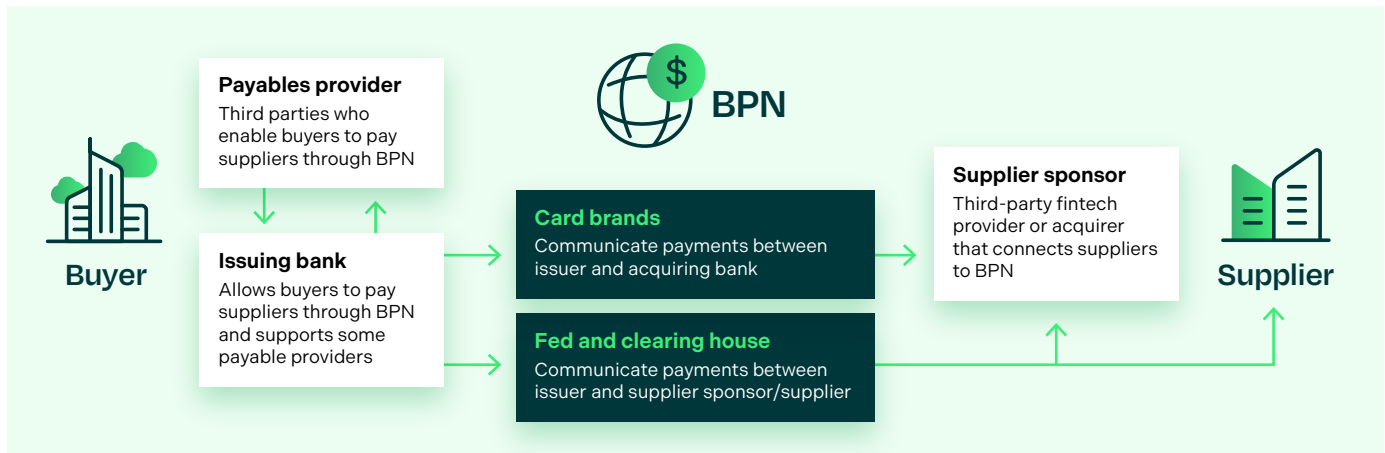 Buyer
Payables provider
Third parties who
enable buyers to pay
suppliers through BPN
Issuing bank
Allows buyers to pay
suppliers through BPN
and supports some
payable providers
$
BPN
Card brands
Communicate payments between
issuer and acquiring bank
Fed and clearing house
Communicate payments between
issuer and supplier sponsor/supplier
Supplier sponsor
Third-party fintech
provider or acquirer
that connects suppliers
to BPN
Supplier